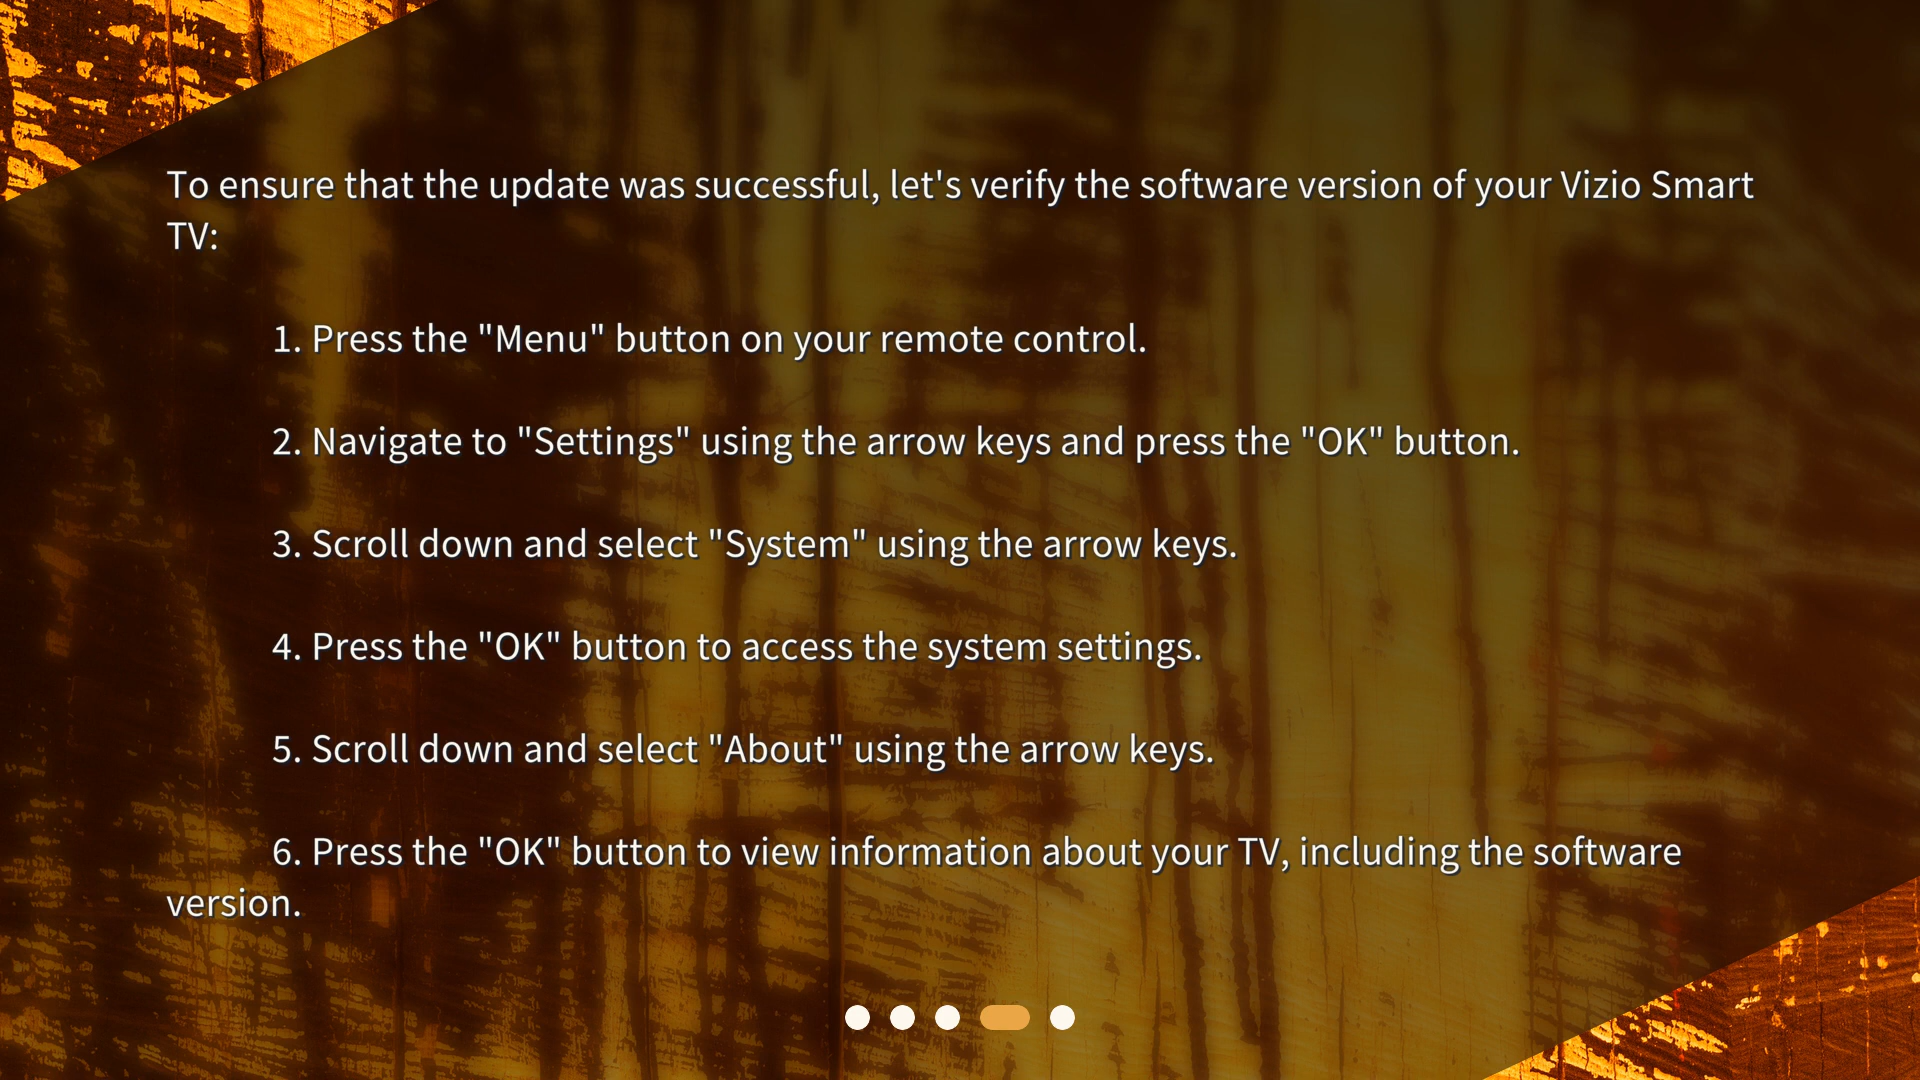 To ensure that the update was successful, let's verify the software version of your Vizio Smart
TV:
1. Press the "Menu" button on your remote control.
2. Navigate to "Settings" using the arrow keys and press the "OK" button.
3. Scroll down and select "System" using the arrow keys.
4. Press the "OK" button to access the system settings.
5. Scroll down and select "About" using the arrow keys.
6. Press the "OK" button to view information about your TV, including the software
version.